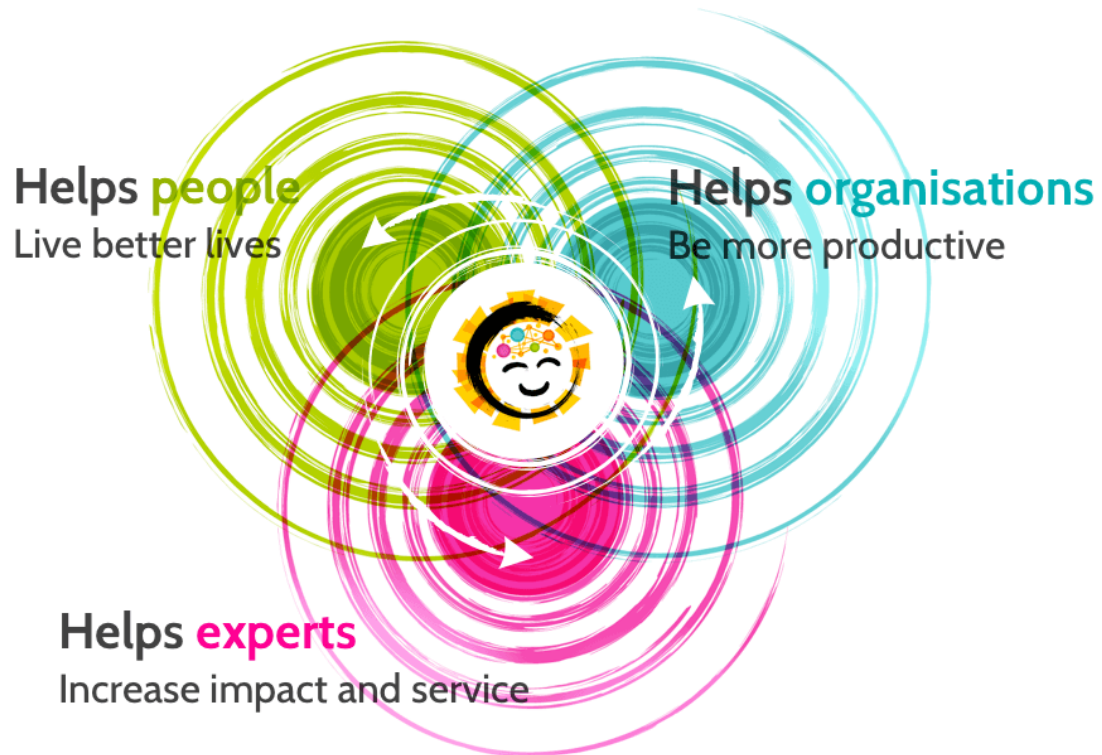 Helps people
Live better lives
Helps organisations
Be more productive
Helps experts
Increase impact and service